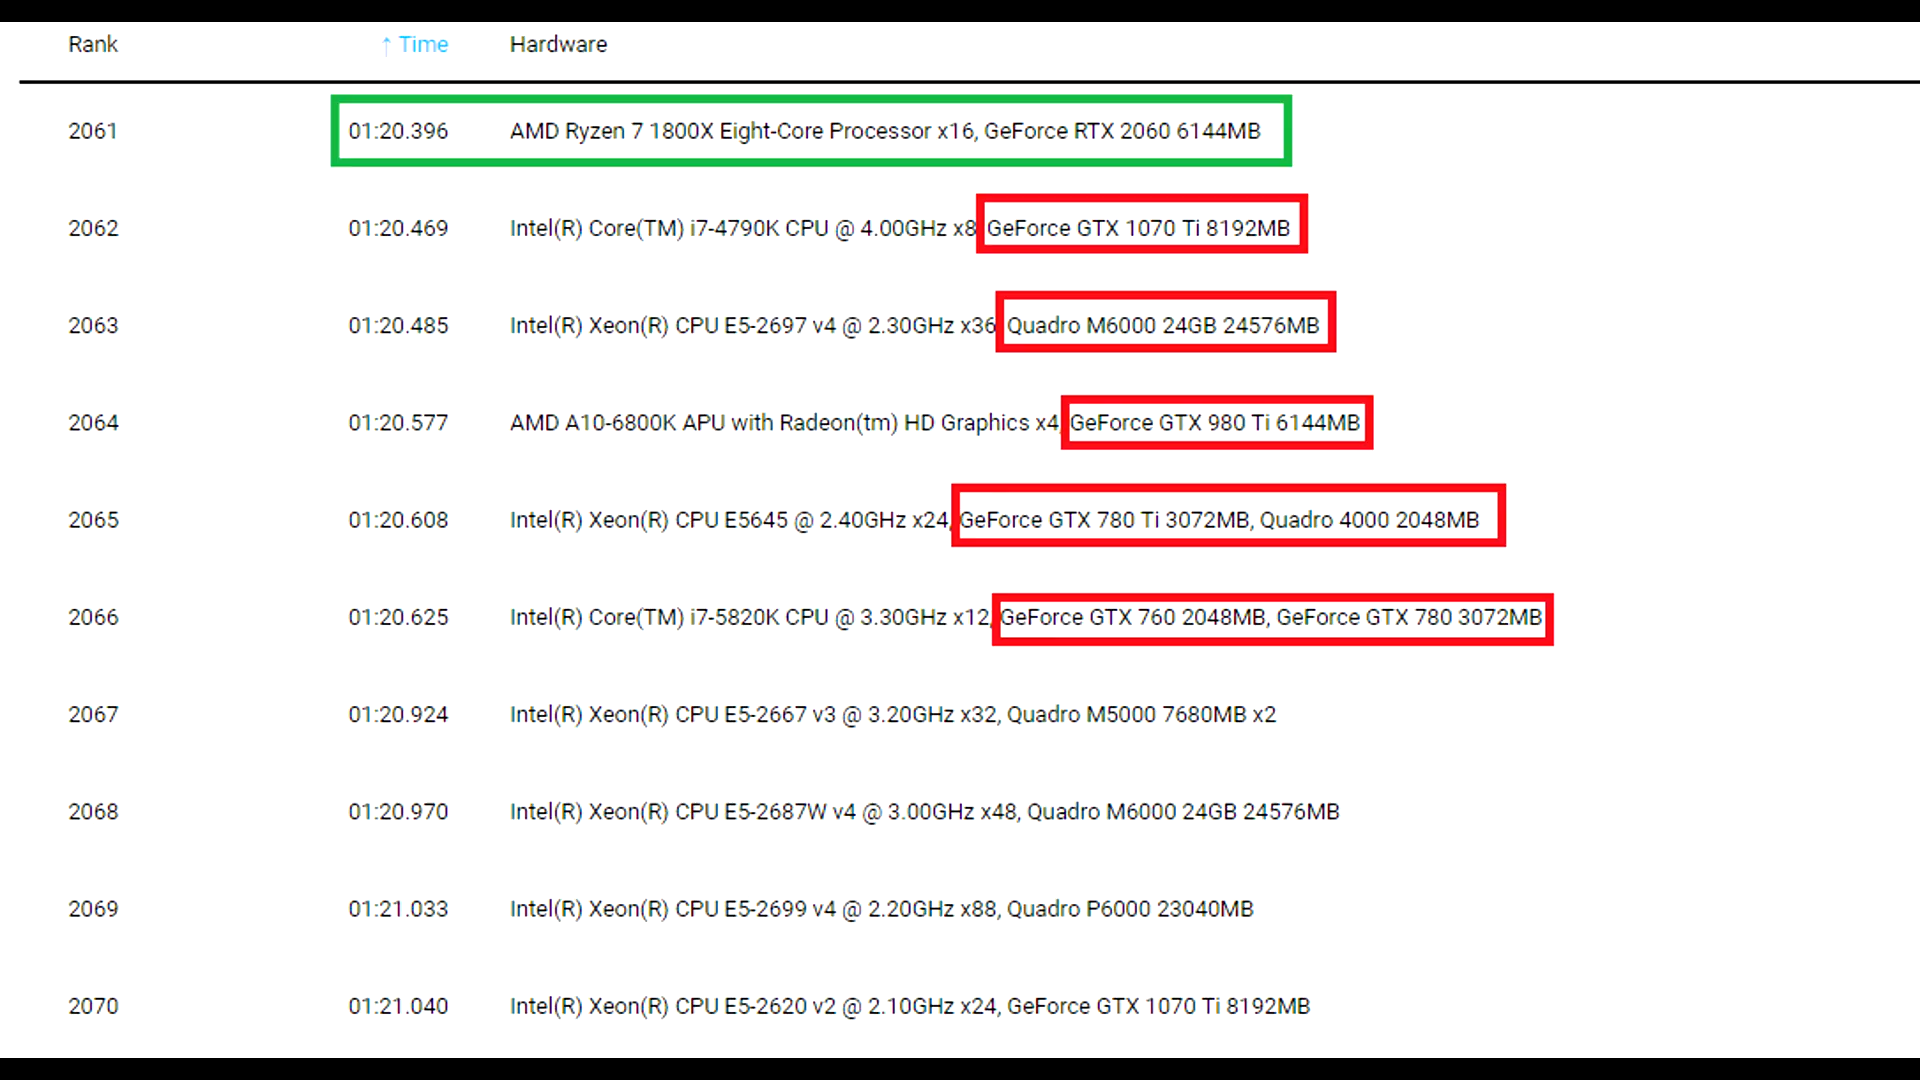 Rank ↑ Time Hardware
2061 01:20.396 AMD Ryzen 7 1800X Eight-Core Processor x16, GeForce RTX 2060 6144MB
2062 01:20.469 Intel(R) Core(TM) i7-4790K CPU @ 4.00GHz x8, GeForce GTX 1070 Ti 8192MB
2063 01:20.485 Intel(R) Xeon(R) CPU E5-2697 v4 @ 2.30GHz x36, Quadro M6000 24GB 24576MB
2064 01:20.577 AMD A10-6800K APU with Radeon(tm) HD Graphics x4, GeForce GTX 980 Ti 6144MB
2065 01:20.608 Intel(R) Xeon(R) CPU E5645 @ 2.40GHz x24, GeForce GTX 780 Ti 3072MB, Quadro 4000 2048MB
2066 01:20.625 Intel(R) Core(TM) i7-5820K CPU @ 3.30GHz x12, GeForce GTX 760 2048MB, GeForce GTX 780 3072MB
2067 01:20.924 Intel(R) Xeon(R) CPU E5-2667 v3 @ 3.20GHz x32, Quadro M5000 7680MB x2
2068 01:20.970 Intel(R) Xeon(R) CPU E5-2687W v4 @ 3.00GHz x48, Quadro M6000 24GB 24576MB
2069 01:21.033 Intel(R) Xeon(R) CPU E5-2699 v4 @ 2.20GHz x88, Quadro P6000 23040MB
2070 01:21.040 Intel(R) Xeon(R) CPU E5-2620 v2 @ 2.10GHz x24, GeForce GTX 1070 Ti 8192MB